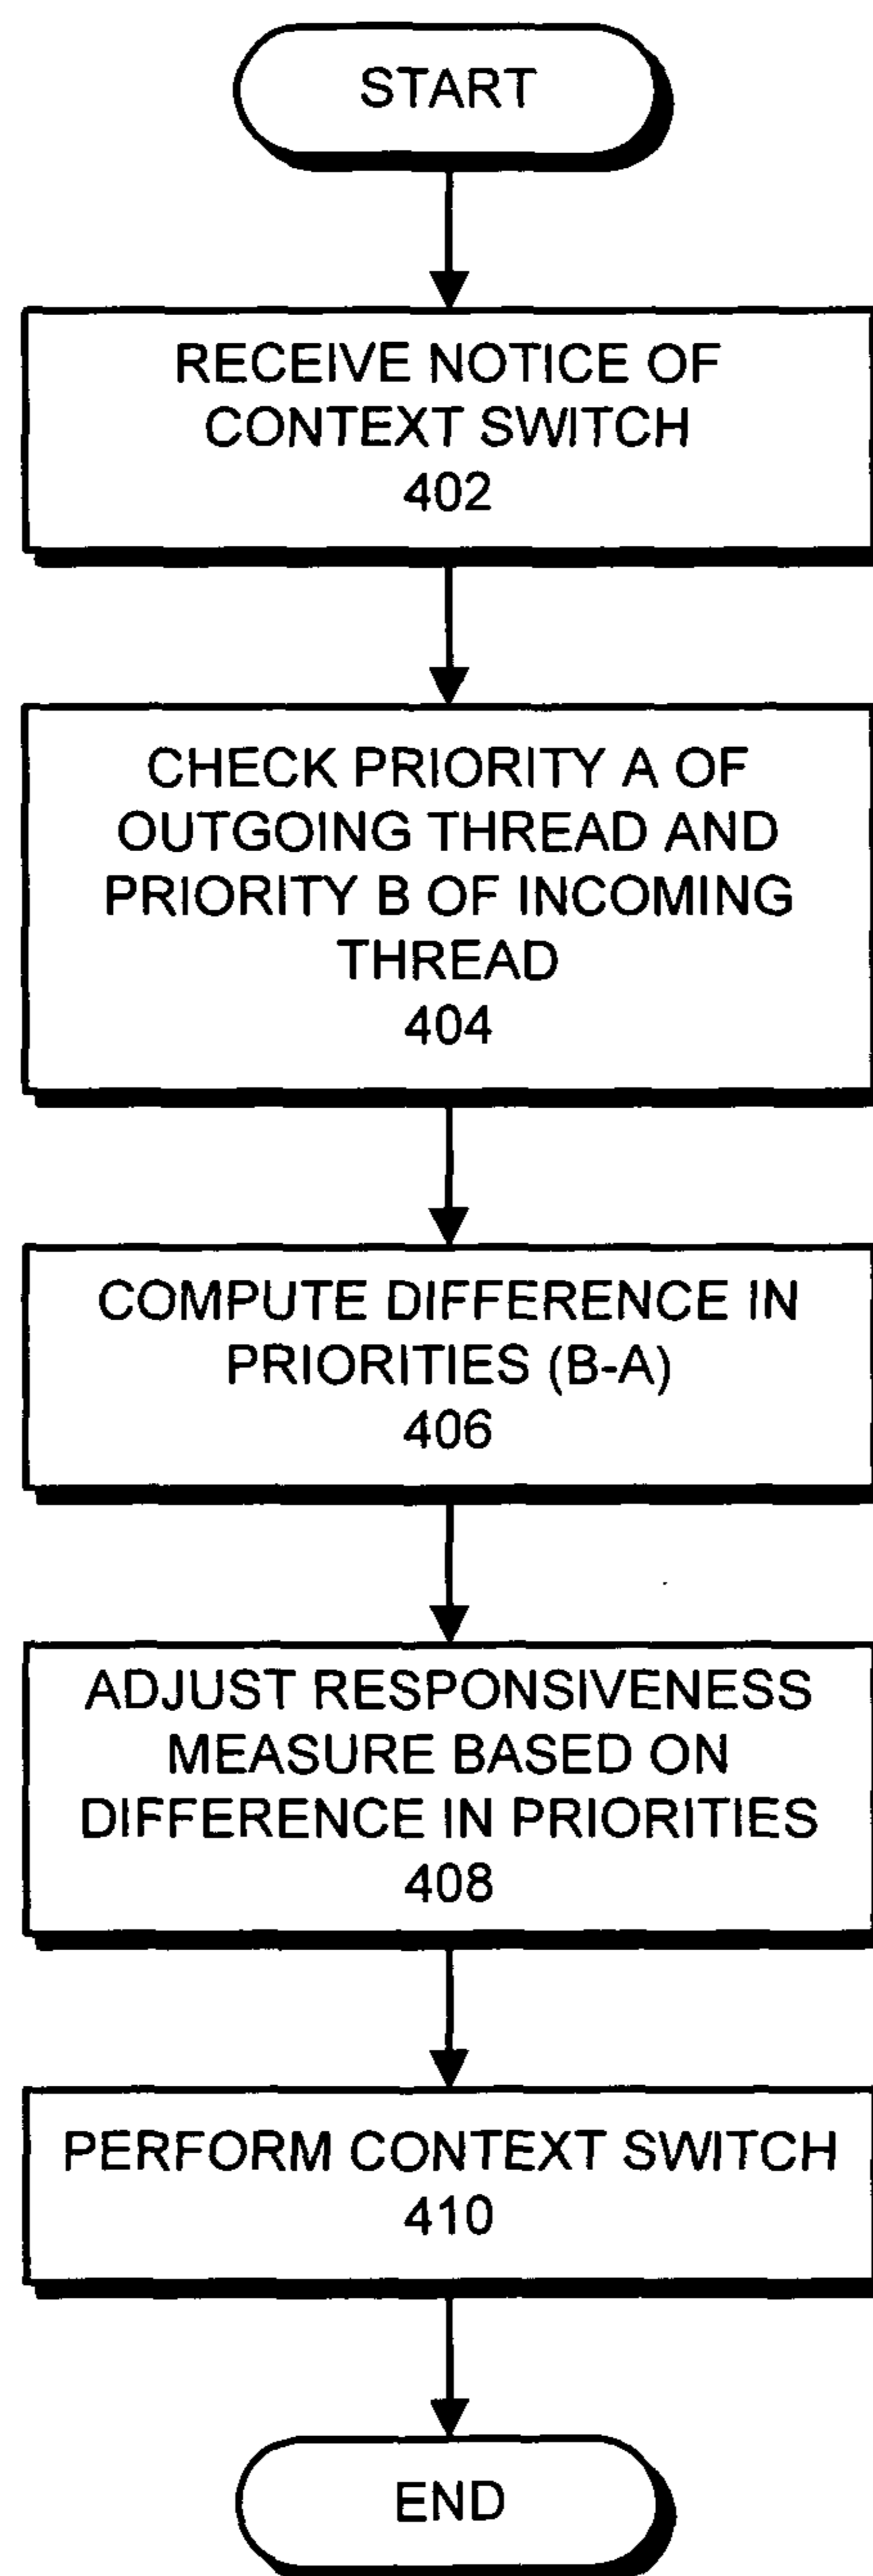 START
RECEIVE NOTICE OF
CONTEXT SWITCH
402
CHECK PRIORITY A OF
OUTGOING THREAD AND
PRIORITY B OF INCOMING
THREAD
404
COMPUTE DIFFERENCE IN
PRIORITIES (B-A)
406
ADJUST RESPONSIVENESS
MEASURE BASED ON
DIFFERENCE IN PRIORITIES
408
PERFORM CONTEXT SWITCH
410
END